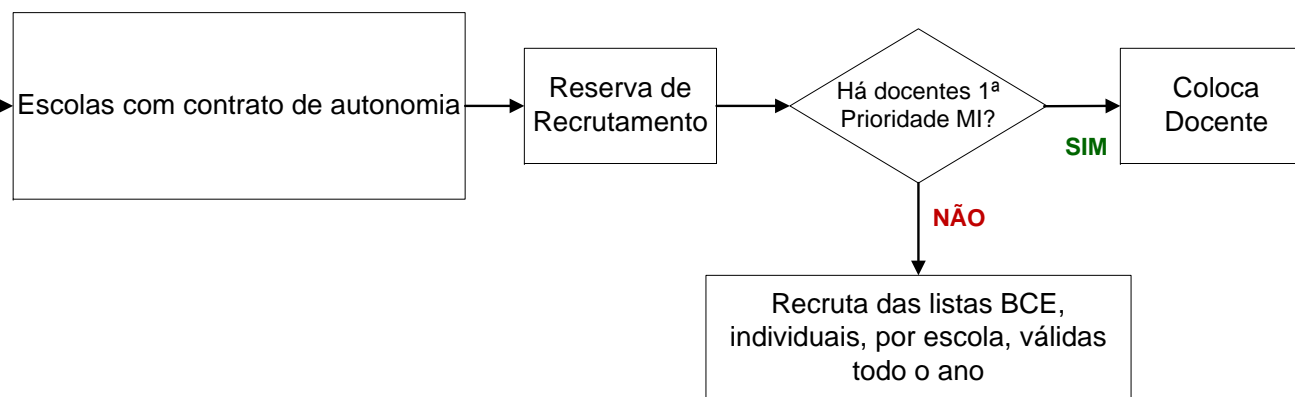 Escolas com contrato de autonomia
Reserva de
Recrutamento
Há docentes 1ª
Prioridade MI?
SIM
Coloca
Docente
NÃO
Recruta das listas BCE,
individuais, por escola, válidas
todo o ano